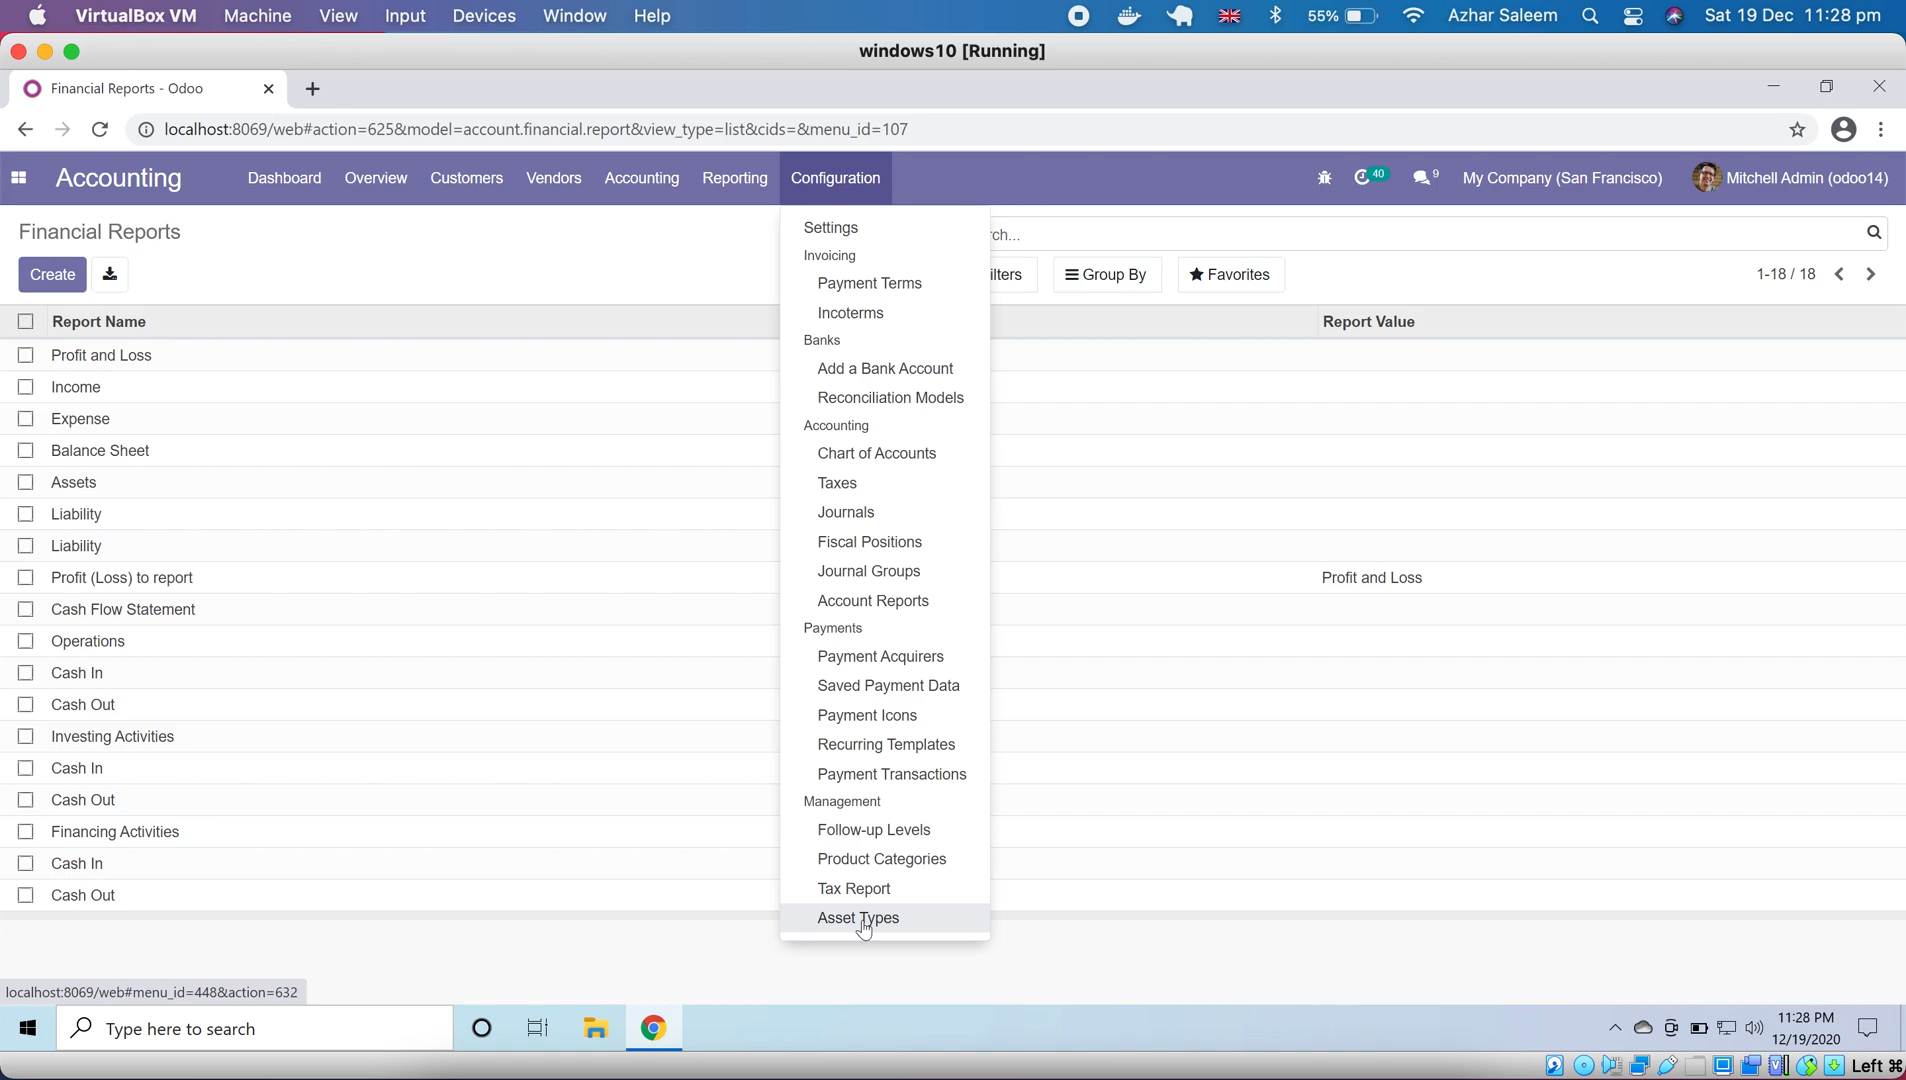 VirtualBox VM Machine View Input Devices Window Help 55% Azhar Saleem Sat 19 Dec 11:28 pm
windows10 [Running]
Financial Reports - Odoo
localhost:8069/web#action=625&model=account.financial.report&view_type=list&cids=&menu_id=107
Accounting Dashboard Overview Customers Vendors Accounting Reporting Configuration 40 9 My Company (San Francisco) Mitchell Admin (odoo14)
Financial Reports
Settings
rch...
Invoicing
Create
Payment Terms
ilters
Group By
Favorites
1-18 / 18
Incoterms
Report Name
Report Value
Banks
Profit and Loss
Add a Bank Account
Income
Reconciliation Models
Expense
Accounting
Balance Sheet
Chart of Accounts
Assets
Taxes
Liability
Journals
Liability
Fiscal Positions
Profit (Loss) to report
Journal Groups
Profit and Loss
Cash Flow Statement
Account Reports
Operations
Payments
Cash In
Payment Acquirers
Cash Out
Saved Payment Data
Investing Activities
Payment Icons
Cash In
Recurring Templates
Cash Out
Payment Transactions
Management
Financing Activities
Follow-up Levels
Cash In
Product Categories
Cash Out
Tax Report
Asset Types
localhost:8069/web#menu_id=448&action=632
Type here to search
11:28 PM
12/19/2020
Left ⌘